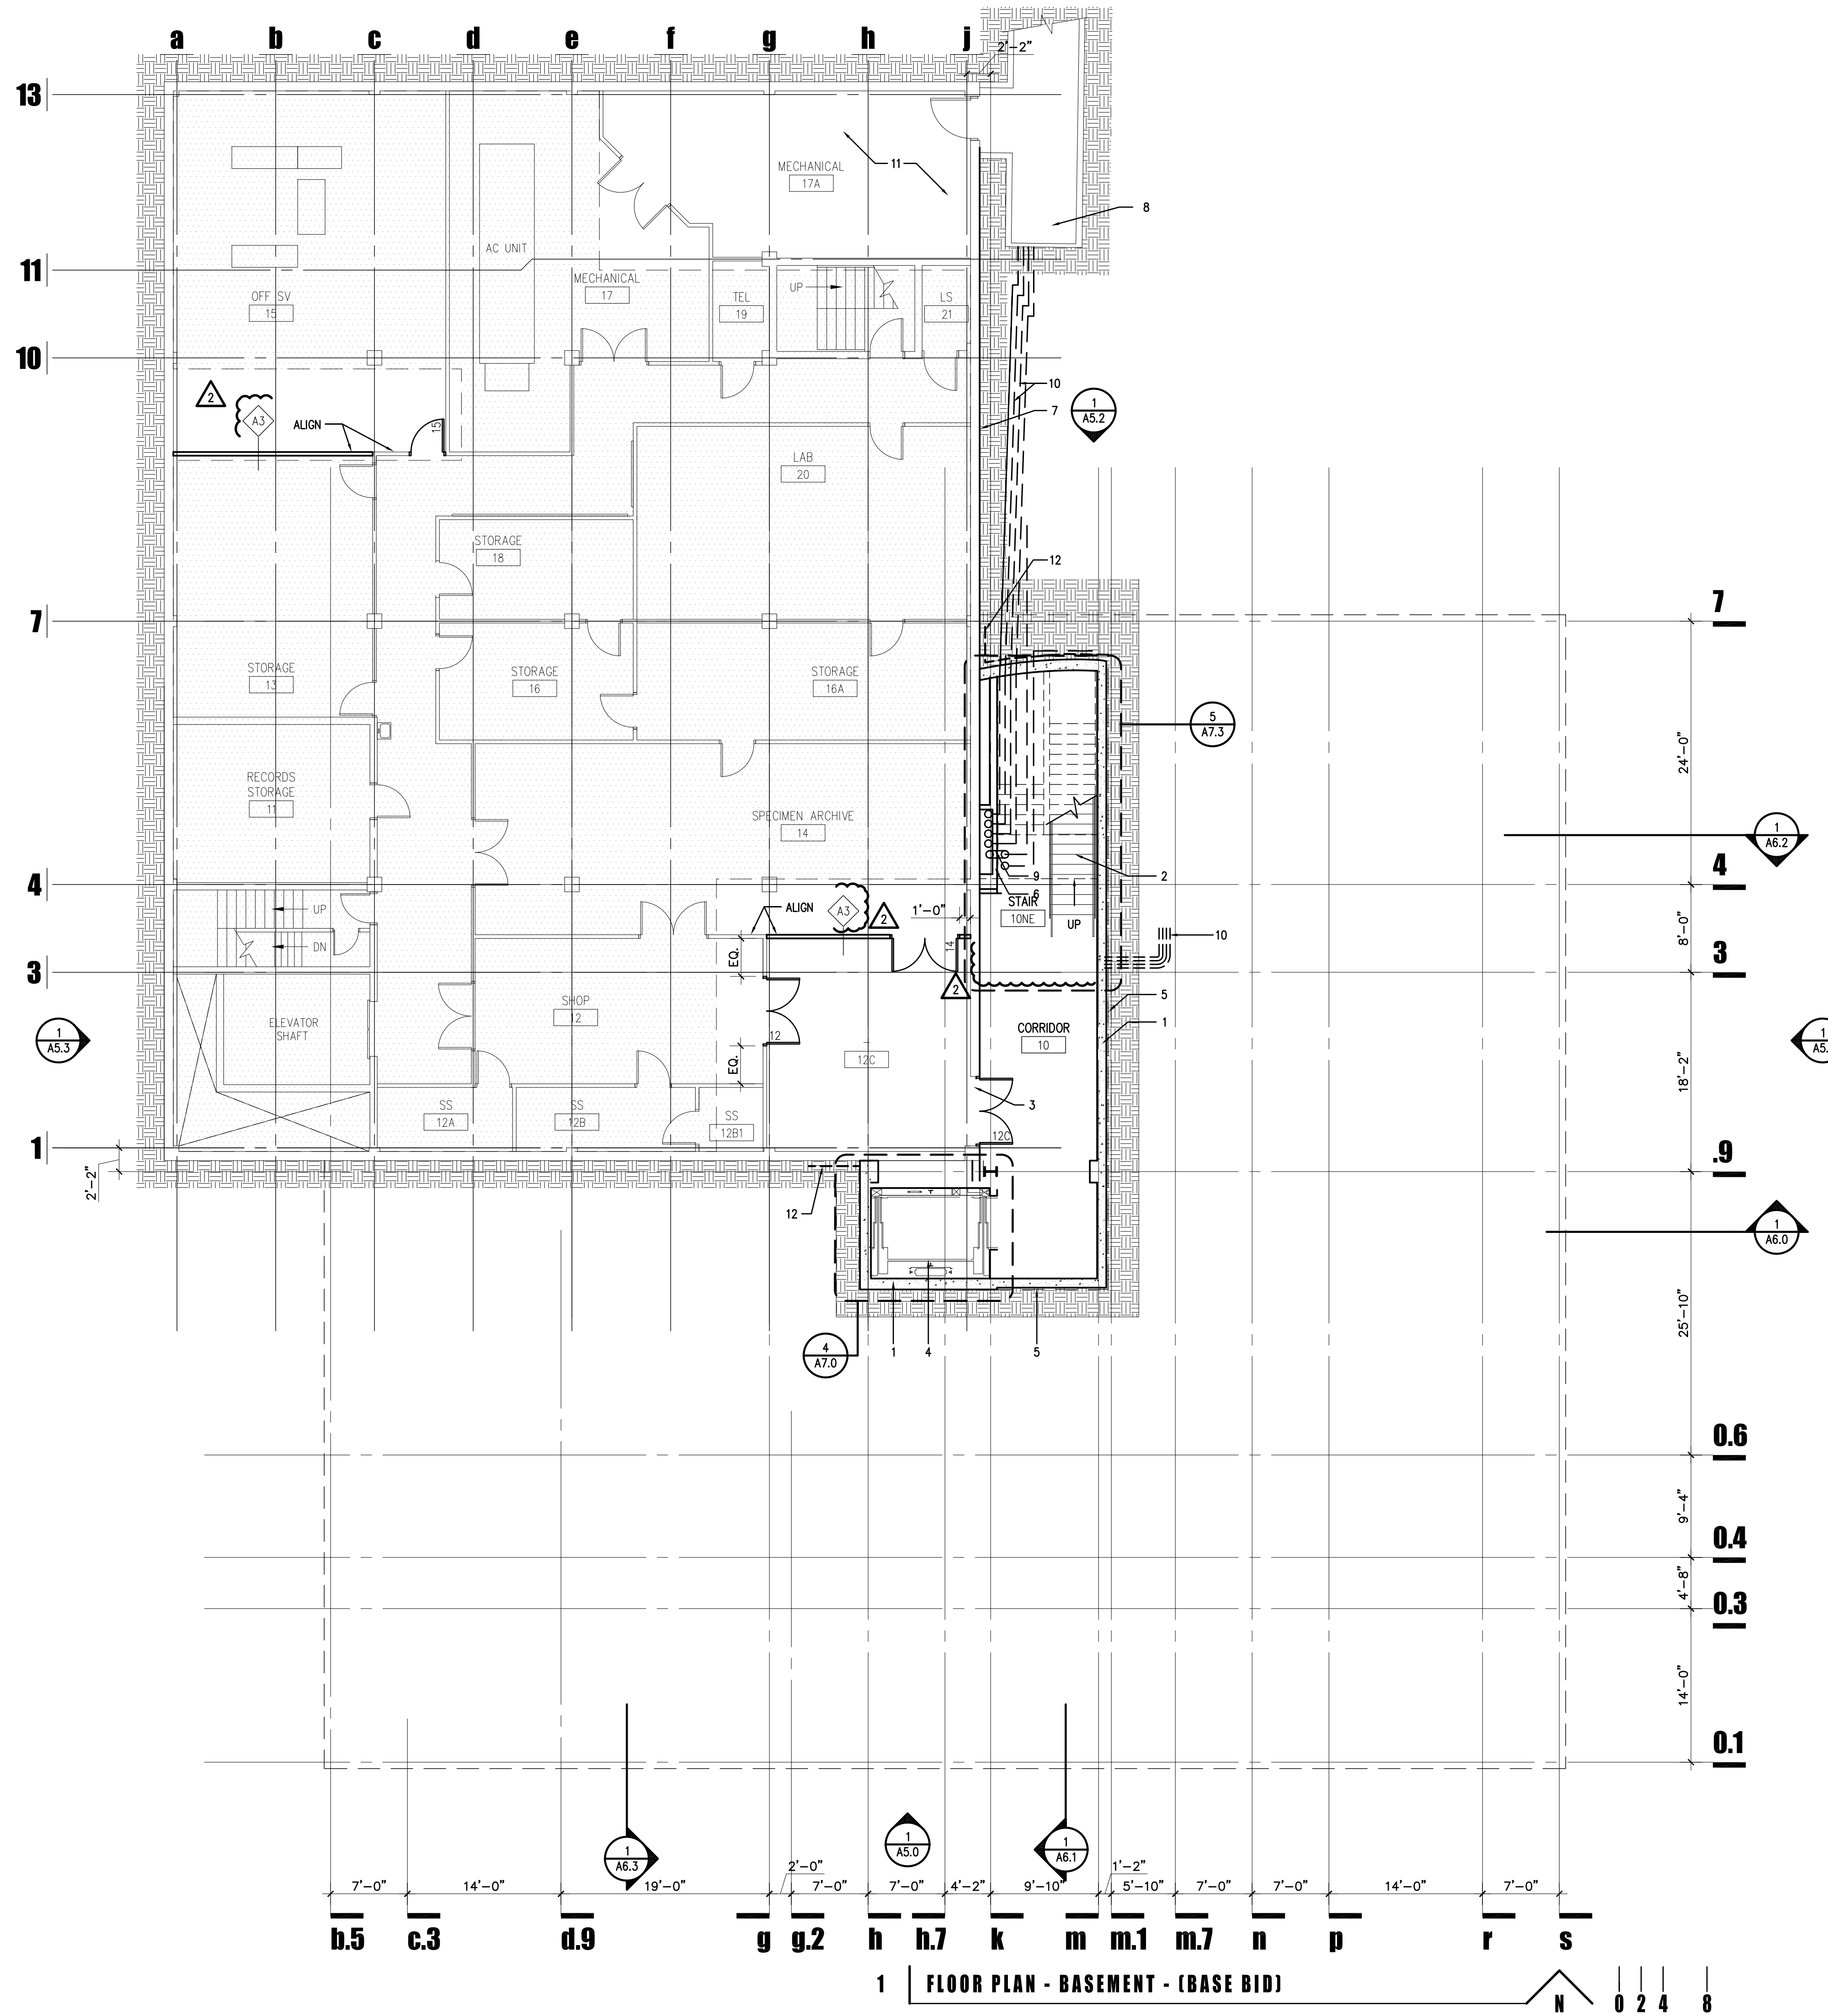 a b c d e f g h j
2'-2"
13
MECHANICAL
17A
11
8
AC UNIT
11
OFF SV
15
MECHANICAL
17
TEL
19
UP
LS
21
10
10
7
1
A5.2
2
A3
ALIGN
15
LAB
20
STORAGE
18
12
7
7
STORAGE
13
STORAGE
16
STORAGE
16A
5
A7.3
24'-0"
RECORDS
STORAGE
11
SPECIMEN ARCHIVE
14
1
A6.2
4
4
9
6
2
STAIR
10NE
UP
UP
DN
ALIGN
A3
2
1'-0"
10
8'-0"
3
3
EQ.
14
2
5
1
A5.3
ELEVATOR
SHAFT
SHOP
12
12
12C
CORRIDOR
10
1
1
A5.
18'-2"
EQ.
3
SS
12A
SS
12B
SS
12B1
12C
1
.9
2'-2"
12
1
A6.0
25'-10"
4
A7.0
1
4
5
0.6
9'-4"
0.4
4'-8"
0.3
14'-0"
0.1
1
A6.3
1
A5.0
1
A6.1
7'-0" 14'-0" 19'-0" 2'-0" 7'-0" 7'-0" 4'-2" 9'-10" 1'-2" 5'-10" 7'-0" 7'-0" 14'-0" 7'-0"
b.5 c.3 d.9 g g.2 h h.7 k m m.1 m.7 n p r s
1 FLOOR PLAN - BASEMENT - (BASE BID)
N
0 2 4 8